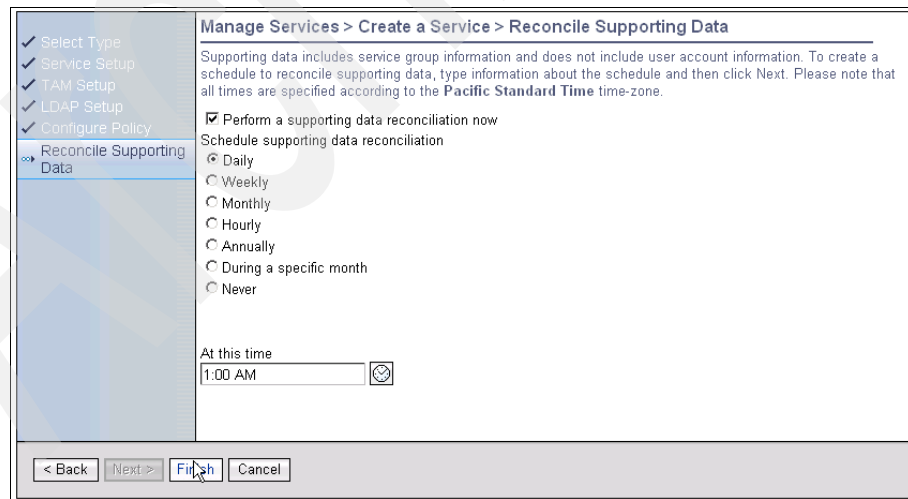 Select Type
Service Setup
TAM Setup
LDAP Setup
Configure Policy
Reconcile Supporting
Data
Manage Services > Create a Service > Reconcile Supporting Data
Supporting data includes service group information and does not include user account information. To create a
schedule to reconcile supporting data, type information about the schedule and then click Next. Please note that
all times are specified according to the Pacific Standard Time time-zone.
Perform a supporting data reconciliation now
Schedule supporting data reconciliation
Daily
Weekly
Monthly
Hourly
Annually
During a specific month
Never
At this time
1:00 AM
< Back Next > Finish Cancel